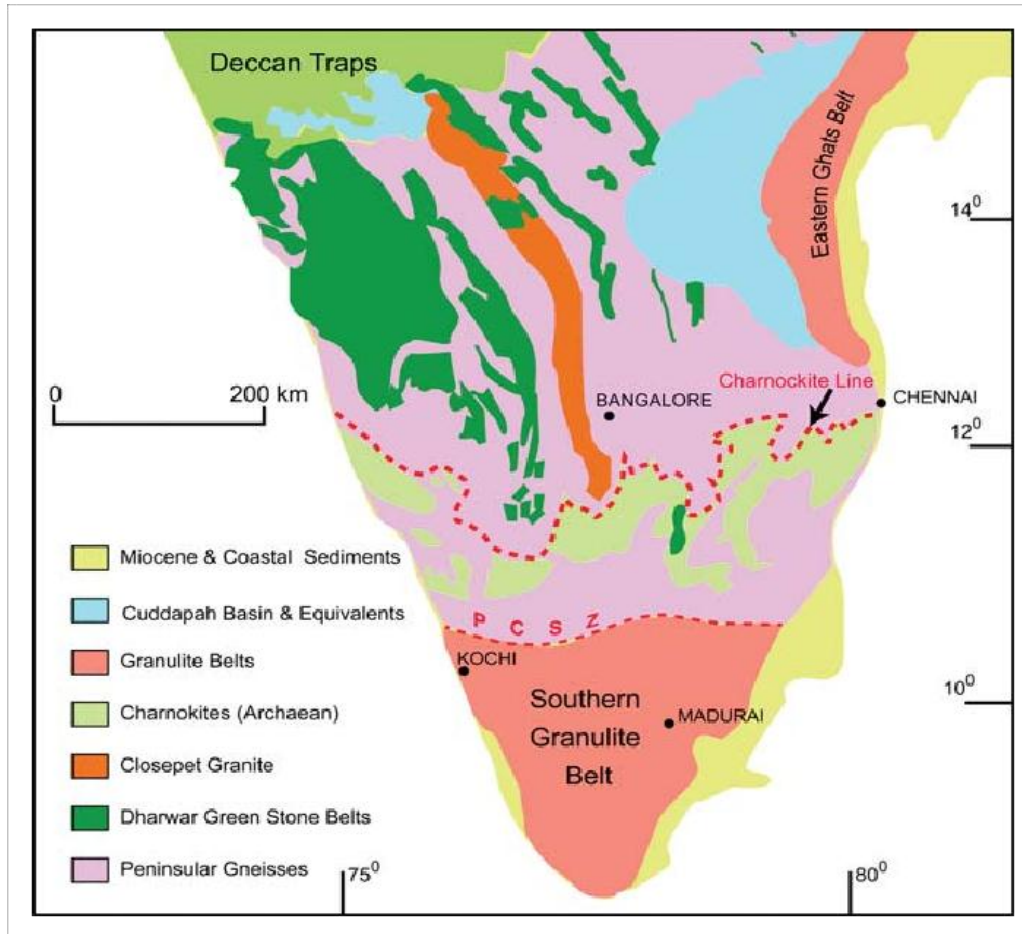 Deccan Traps
Eastern Ghats Belt
14⁰
Charnockite Line
0 200 km
BANGALORE
CHENNAI
12⁰
Miocene & Coastal Sediments
Cuddapah Basin & Equivalents
P C S Z
KOCHI
Granulite Belts
Southern
Granulite
Belt
10⁰
MADURAI
Charnokites (Archaean)
Closepet Granite
Dharwar Green Stone Belts
Peninsular Gneisses
75⁰
80⁰